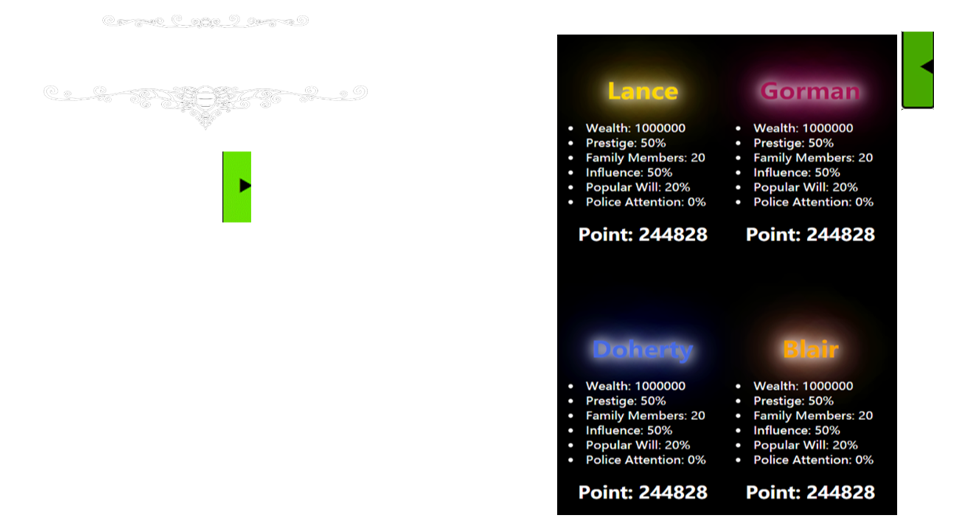 Lance
• Wealth: 1000000
• Prestige: 50%
• Family Members: 20
• Influence: 50%
• Popular Will: 20%
• Police Attention: 0%
Point: 244828
Gorman
• Wealth: 1000000
• Prestige: 50%
• Family Members: 20
• Influence: 50%
• Popular Will: 20%
• Police Attention: 0%
Point: 244828
Doherty
• Wealth: 1000000
• Prestige: 50%
• Family Members: 20
• Influence: 50%
• Popular Will: 20%
• Police Attention: 0%
Point: 244828
Blair
• Wealth: 1000000
• Prestige: 50%
• Family Members: 20
• Influence: 50%
• Popular Will: 20%
• Police Attention: 0%
Point: 244828